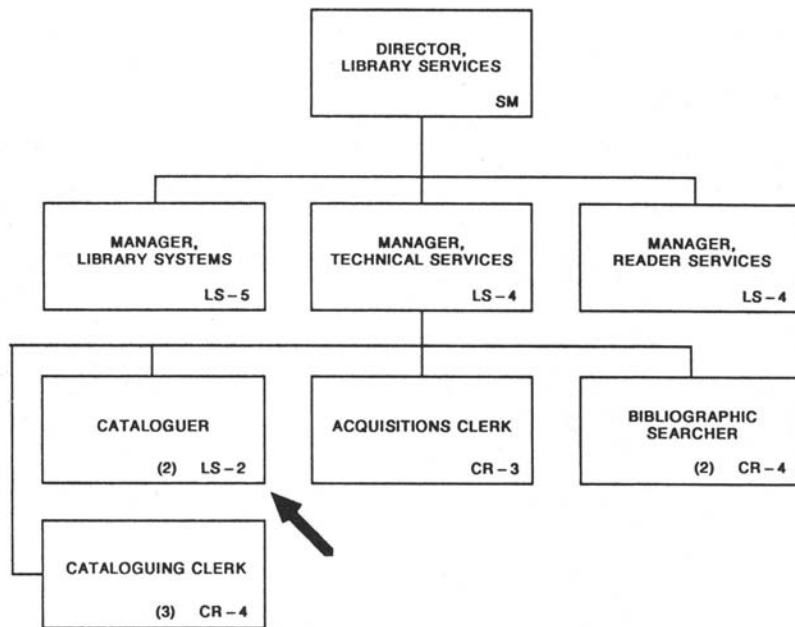 DIRECTOR,
LIBRARY SERVICES
SM
MANAGER,
LIBRARY SYSTEMS
LS-5
MANAGER,
TECHNICAL SERVICES
LS-4
MANAGER,
READER SERVICES
LS-4
CATALOGUER
(2) LS-2
ACQUISITIONS CLERK
CR-3
BIBLIOGRAPHIC
SEARCHER
(2) CR-4
CATALOGUING CLERK
(3) CR-4